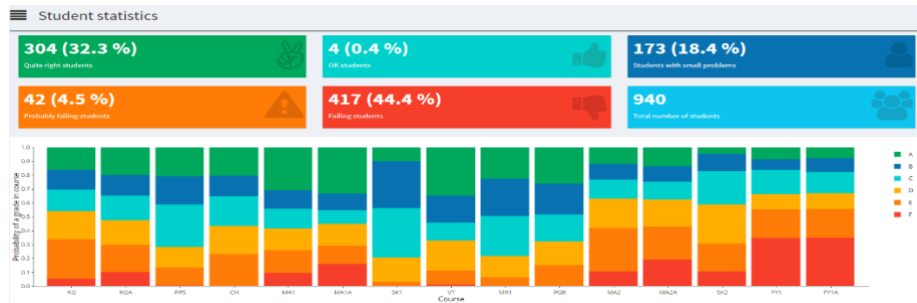 Student statistics
304 (32.3 %)
Quite right students
4 (0.4 %)
OK students
173 (18.4 %)
Students with small problems
42 (4.5 %)
Probably failing students
417 (44.4 %)
Failing students
940
Total number of students
Probability of a grade in course
1.0
0.9
0.8
0.7
0.6
0.5
0.4
0.3
0.2
0.1
KG
KGA
PPS
CH
MA1
MA1A
SK1
VT
MR1
PGR
MA2
MA2A
SK2
FY1
FY1A
Course
A
B
C
D
E
F